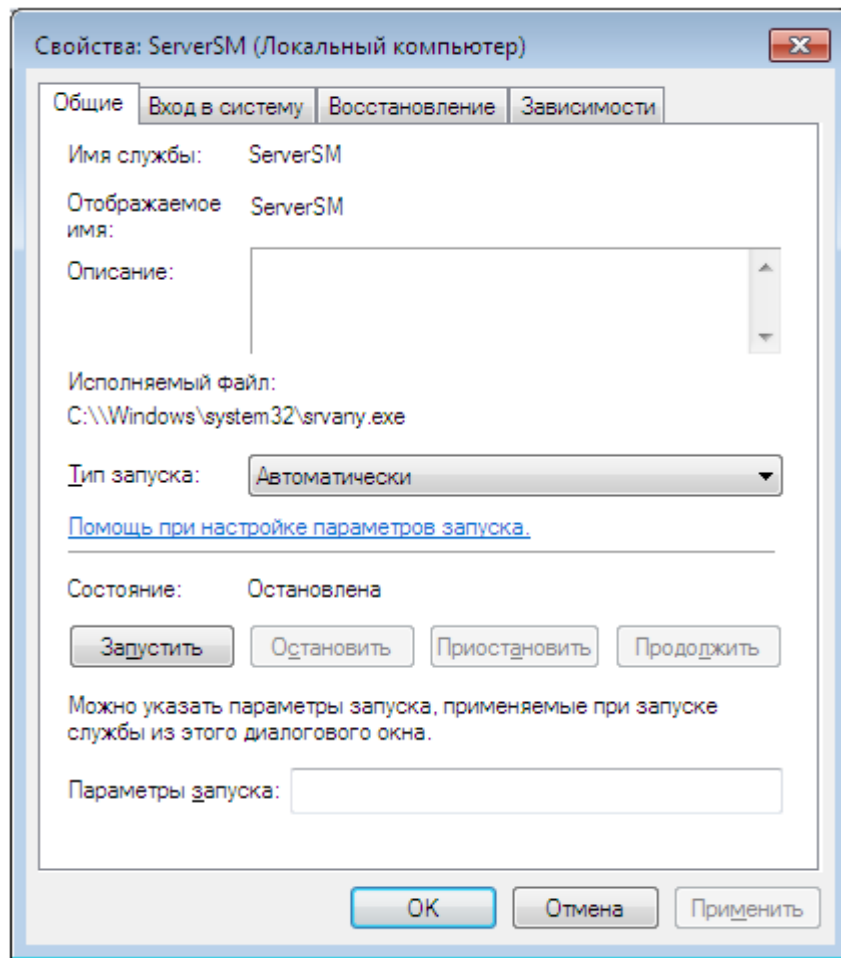 Свойства: ServerSM (Локальный компьютер)
Общие Вход в систему Восстановление Зависимости
Имя службы: ServerSM
Отображаемое имя: ServerSM
Описание:
Исполняемый файл:
C:\\Windows\system32\srvany.exe
Тип запуска: Автоматически
Помощь при настройке параметров запуска.
Состояние: Остановлена
Запустить Остановить Приостановить Продолжить
Можно указать параметры запуска, применяемые при запуске
службы из этого диалогового окна.
Параметры запуска:
OK Отмена Применить